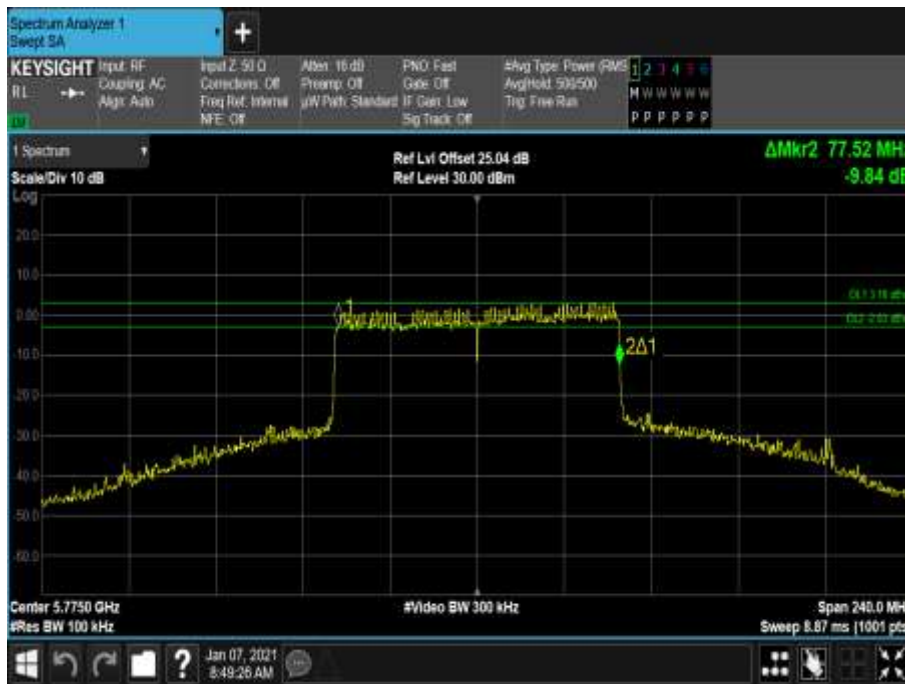 Spectrum Analyzer 1
Swept SA
+
KEYSIGHT Input: RF Input Z: 50 Ω Atten: 16 dB PNO: Fast #Avg Type: Power (RMS 1 2 3 4 5 6
RL Coupling: AC Corrections: Off Preamp: Off Gate: Off Avg|Hold: 500/500 M W W W W W
Align: Auto Freq Ref: Internal µW Path: Standard IF Gain: Low Trig: Free Run
NFE: Off Sig Track: Off P P P P P P
1 Spectrum
Ref Lvl Offset 25.04 dB
ΔMkr2 77.52 MH
Scale/Div 10 dB
Ref Level 30.00 dBm
-9.84 dB
Log
20.0
10.0
0.00
-10.0
-20.0
-30.0
-40.0
-50.0
-60.0
1
2Δ1
Center 5.7750 GHz
#Video BW 300 kHz
Span 240.0 MH
#Res BW 100 kHz
Sweep 8.87 ms (1001 pts
?
Jan 07, 2021
8:49:26 AM